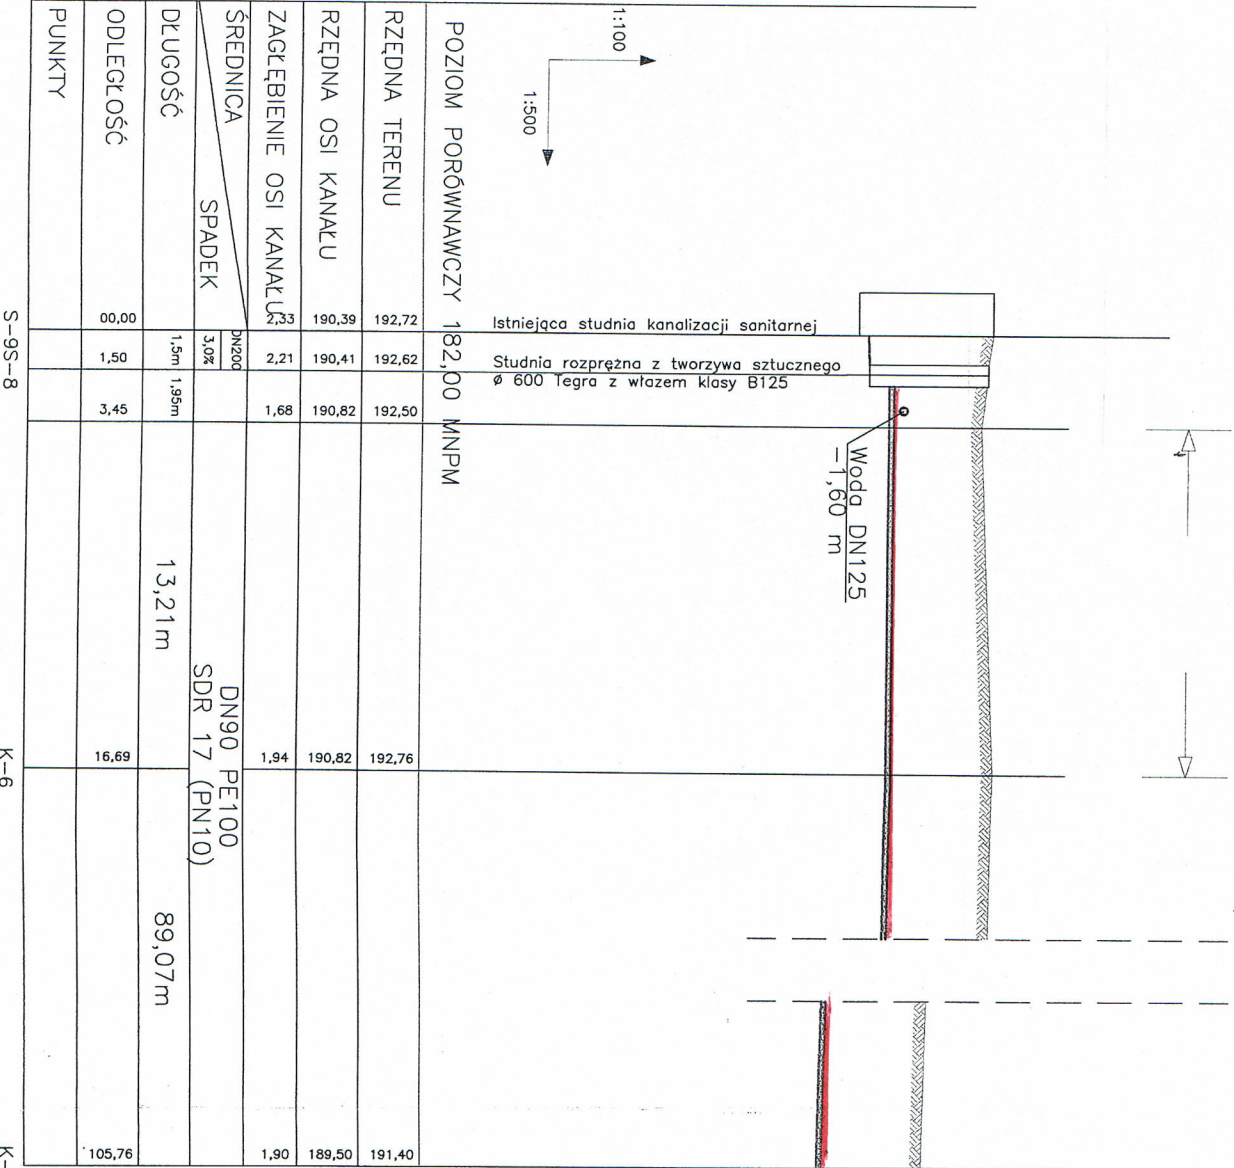 1:100
1:500
Istniejąca studnia kanalizacji sanitarnej
Studnia rozprężna z tworzywa sztucznego
ø 600 Tegra z włazem klasy B125
Woda DN125
-1,60 m
POZIOM PORÓWNAWCZY 182,00 MNPM
RZĘDNA TERENU 192,72 192,62 192,50 192,76 191,40
RZĘDNA OSI KANAŁU 190,39 190,41 190,82 190,82 189,50
ZAGŁĘBIENIE OSI KANAŁU 2,33 2,21 1,68 1,94 1,90
ŚREDNICA DN200 DN90 PE100
SPADEK 3,0% SDR 17 (PN10)
DŁUGOŚĆ 1,5m 1,95m 13,21m 89,07m
ODLEGŁOŚĆ 00,00 1,50 3,45 16,69 105,76
PUNKTY
S-9 S-8 K-6